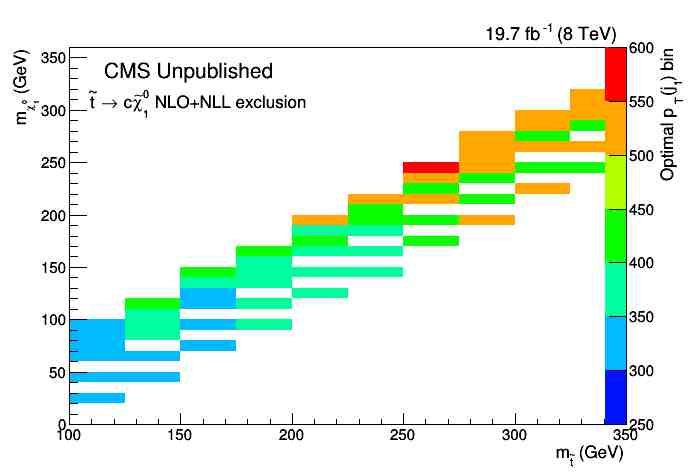 19.7 fb⁻¹ (8 TeV)
CMS Unpublished
t̃ → cχ̃₁⁰ NLO+NLL exclusion
m_χ̃₁⁰ (GeV)
350
300
250
200
150
100
50
0
100 150 200 250 300 350
m_t̃ (GeV)
600
550
500
450
400
350
300
250
Optimal p_T(j₁) bin